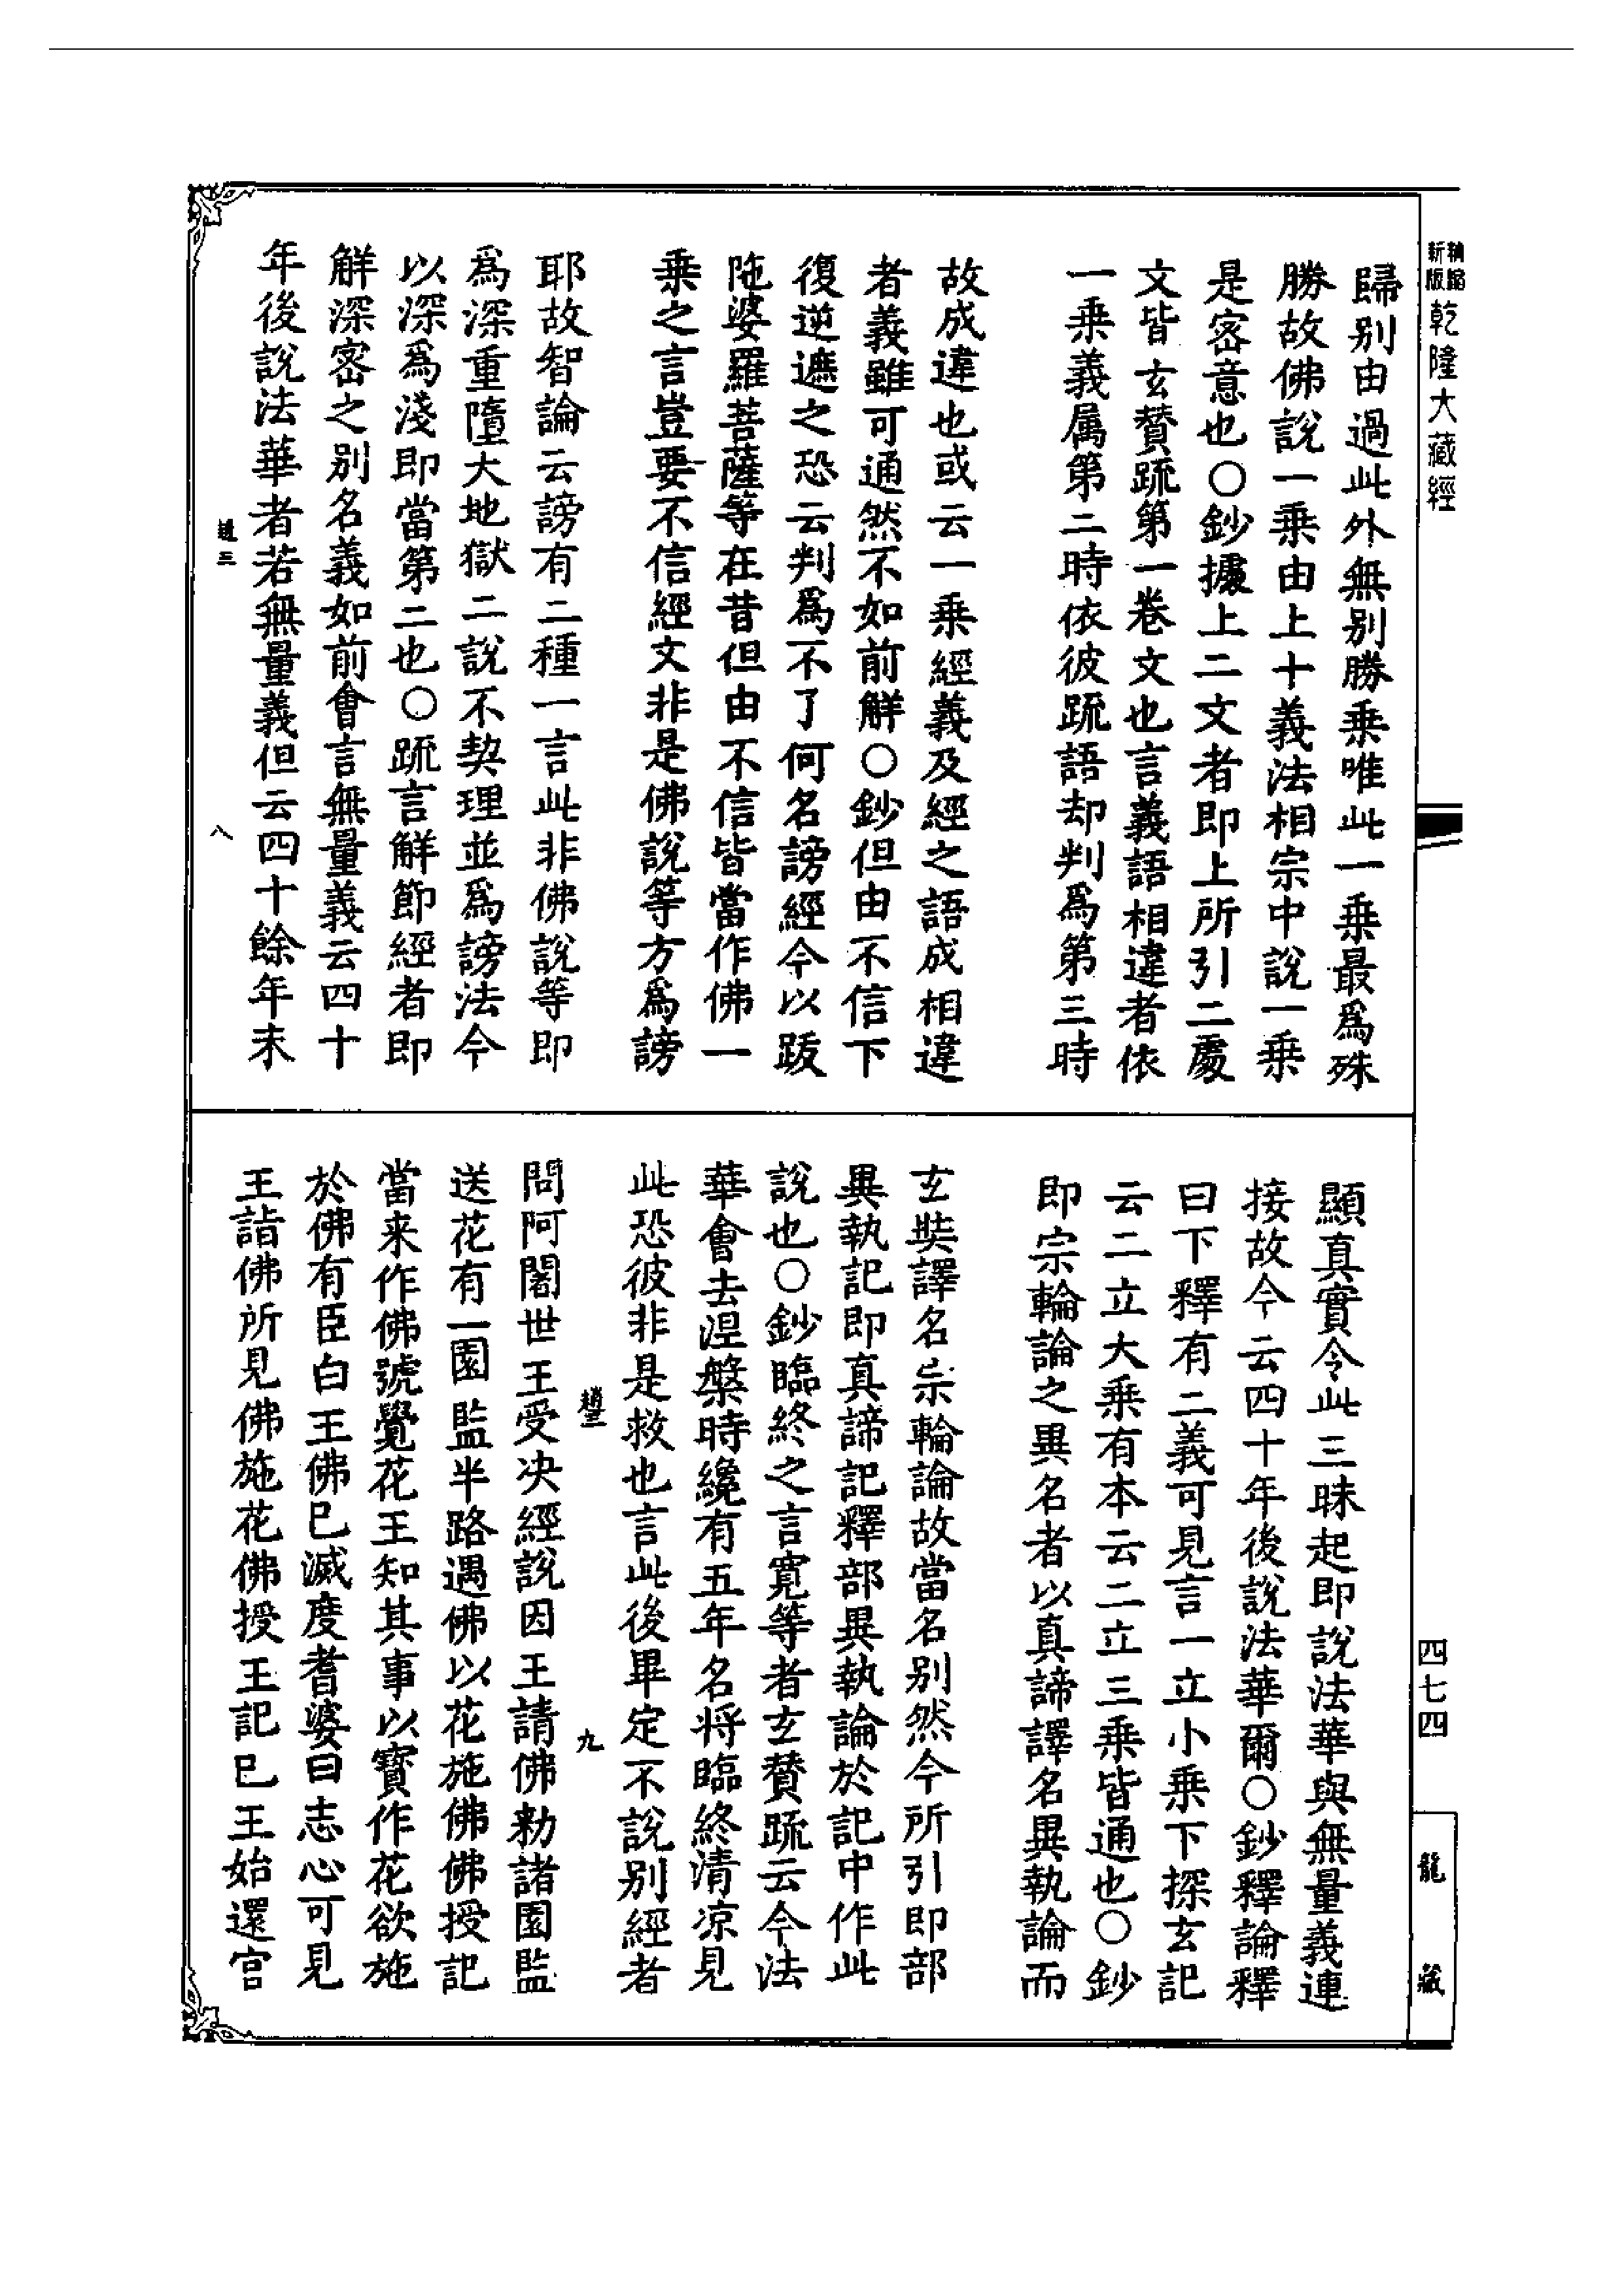 新版縮
乾隆大藏經
歸別由過此外無別勝乘唯此一乘最爲殊
勝故佛說一乘由上十義法相宗中說一乘
是密意也○鈔據上二文者即上所引二處
文皆玄贊疏第一卷文也言義語相違者依
一乘義屬第二時依彼疏語却判爲第三時
故成違也或云一乘經義及經之語成相違
者義雖可通然不如前解○鈔但由不信下
復逆遮之恐云判爲不了何名謗經今以䟦
陁婆羅菩薩等在昔但由不信皆當作佛一
乘之言豈要不信經文非是佛說等方爲謗
耶故智論云謗有二種一言此非佛說等即
爲深重墮大地獄二說不契理並爲謗法今
以深爲淺即當第二也○疏言解節經者即
解深密之別名義如前會言無量義云四十
年後說法華者若無量義但云四十餘年未
趙三
八
四七四
龍藏
顯真實令此三昧起即說法華與無量義連
接故今云四十年後說法華爾○鈔釋論釋
曰下釋有二義可見言一立小乘下探玄記
云二立大乘有本云二立三乘皆通也○鈔
即宗輪論之異名者以真諦譯名異執論而
玄奘譯名宗輪論故當名別然今所引即部
異執記即真諦記釋部異執論於記中作此
說也○鈔臨終之言寬等者玄贊疏云今法
華會去涅槃時纔有五年名將臨終清涼見
此恐彼非是救也言此後畢定不說別經者
趙三
九
問阿闍世王受决經說因王請佛勑諸園監
送花有一園監半路遇佛以花施佛佛授記
當来作佛號覺花王知其事以寶作花欲施
於佛有臣白王佛已滅度耆婆曰志心可見
王詣佛所見佛施花佛授王記已王始還宮